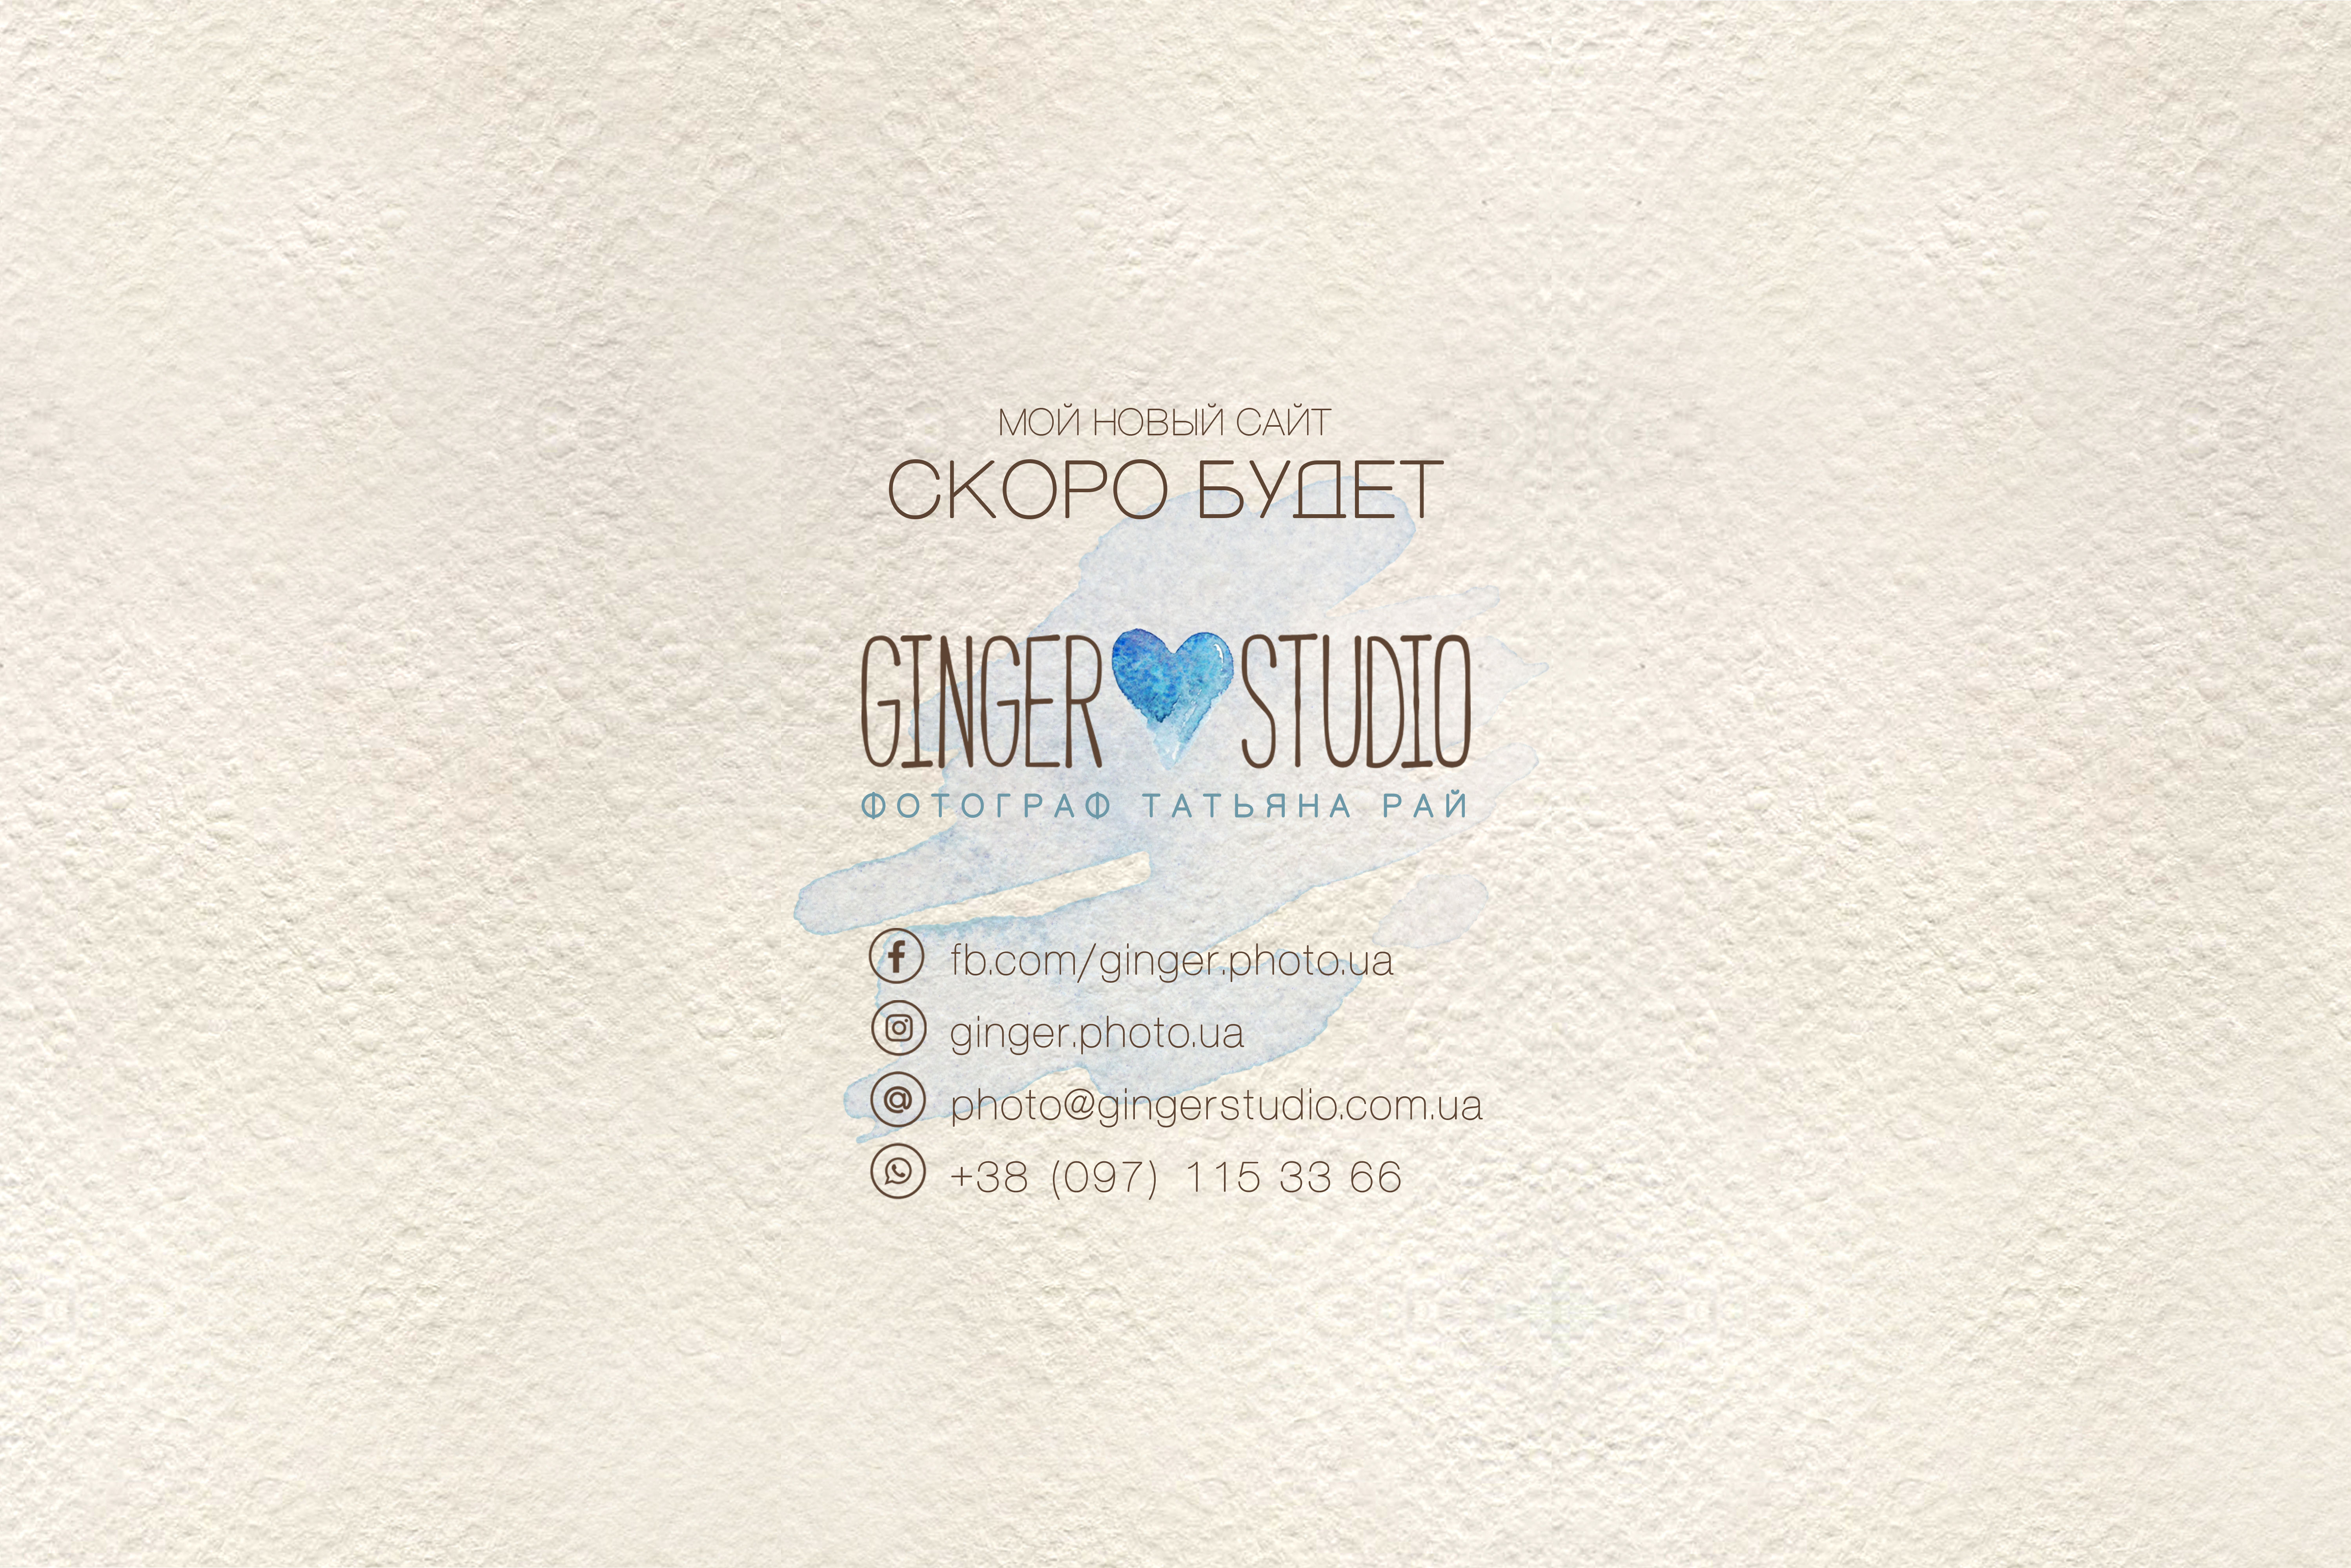 МОЙ НОВЫЙ САЙТ
СКОРО БУДЕТ
GINGER STUDIO
ФОТОГРАФ ТАТЬЯНА РАЙ
fb.com/ginger.photo.ua
ginger.photo.ua
photo@gingerstudio.com.ua
+38 (097) 115 33 66